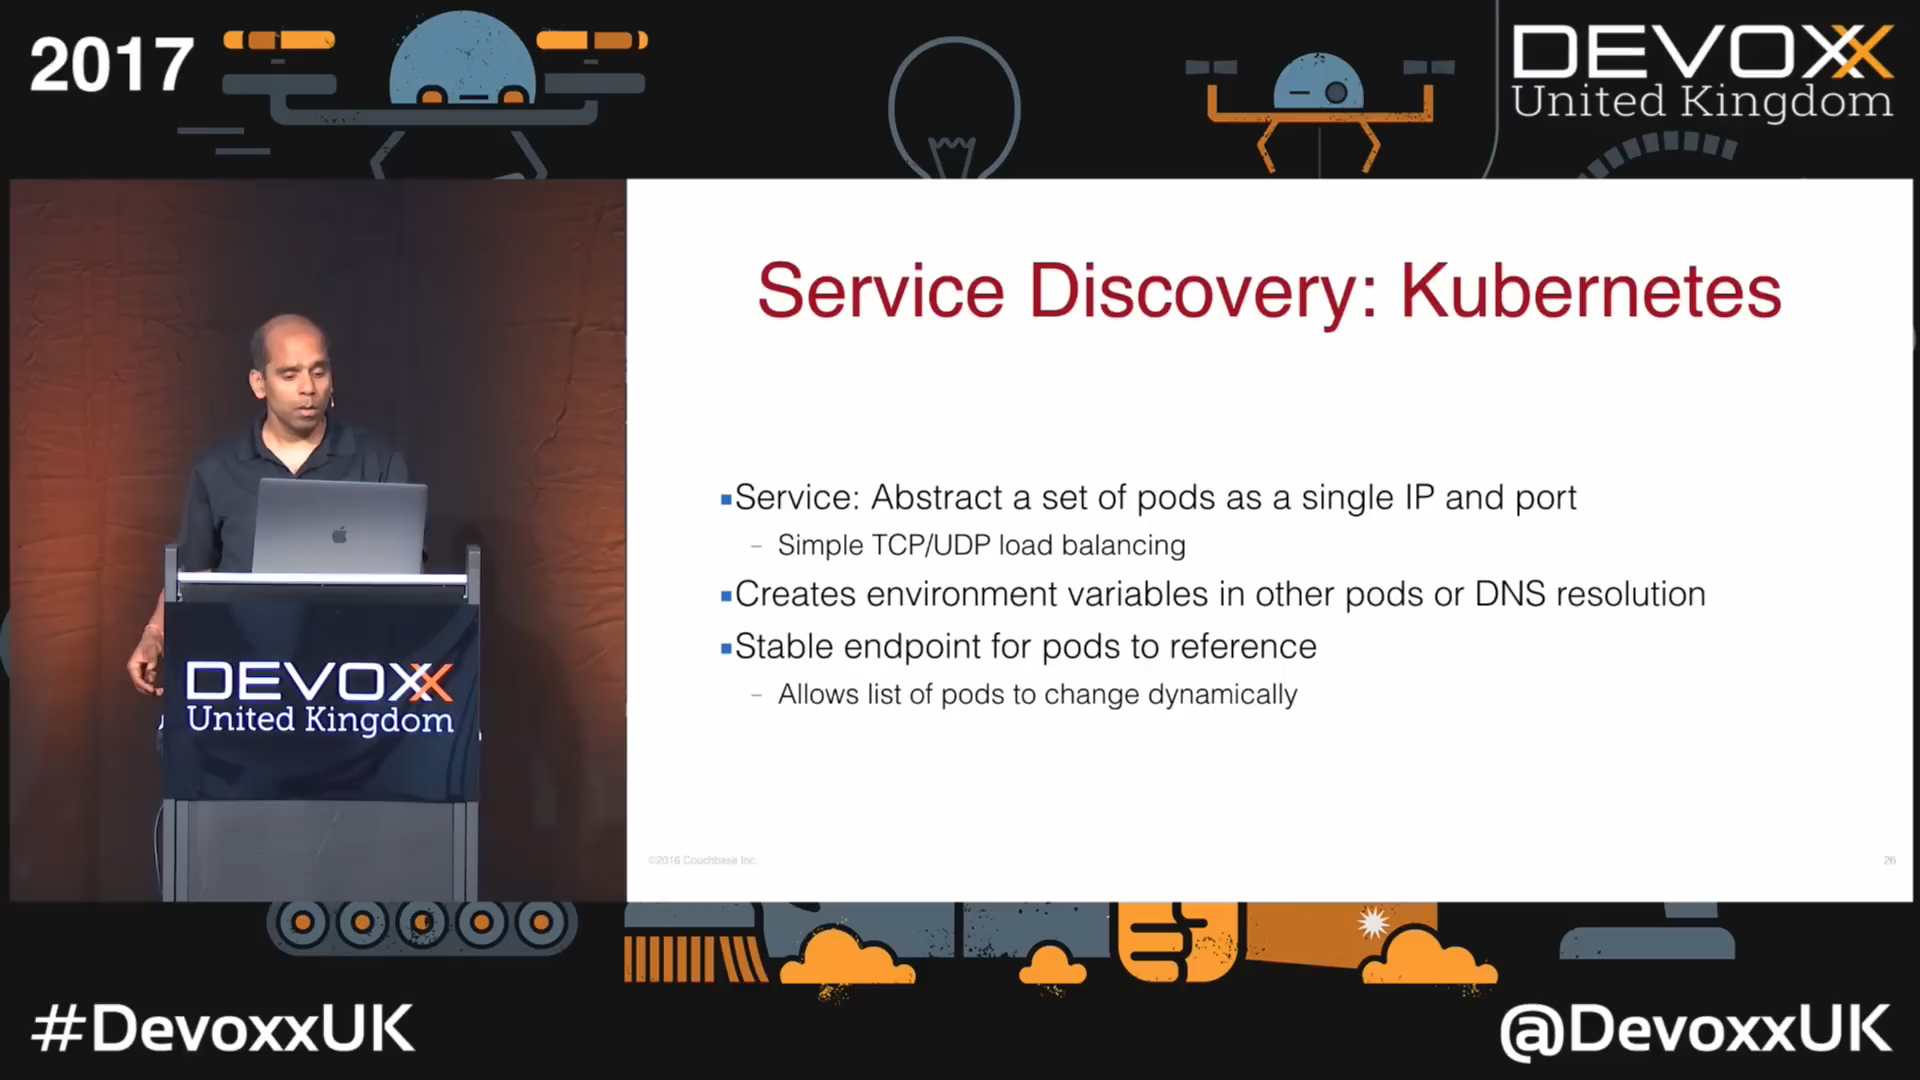 2017
DEVOXX
United Kingdom
Service Discovery: Kubernetes
▪Service: Abstract a set of pods as a single IP and port
– Simple TCP/UDP load balancing
▪Creates environment variables in other pods or DNS resolution
▪Stable endpoint for pods to reference
– Allows list of pods to change dynamically
©2016 Couchbase Inc.
26
DEVOXX
United Kingdom
#DevoxxUK
@DevoxxUK